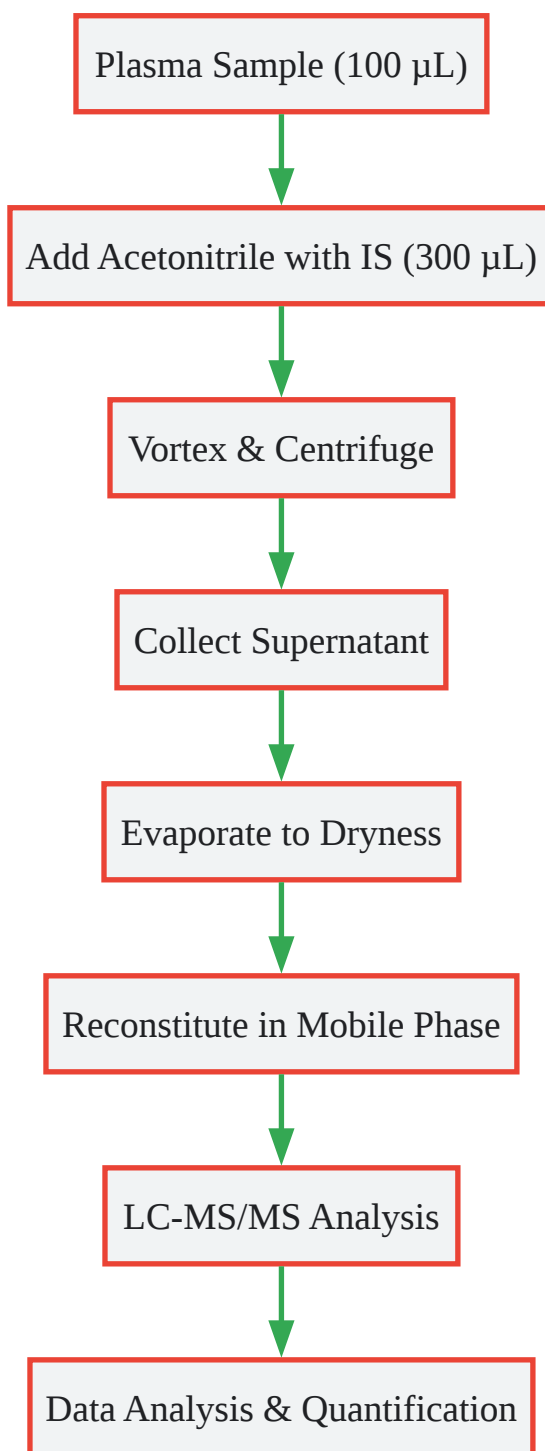 Plasma Sample (100 µL)
Add Acetonitrile with IS (300 µL)
Vortex & Centrifuge
Collect Supernatant
Evaporate to Dryness
Reconstitute in Mobile Phase
LC-MS/MS Analysis
Data Analysis & Quantification